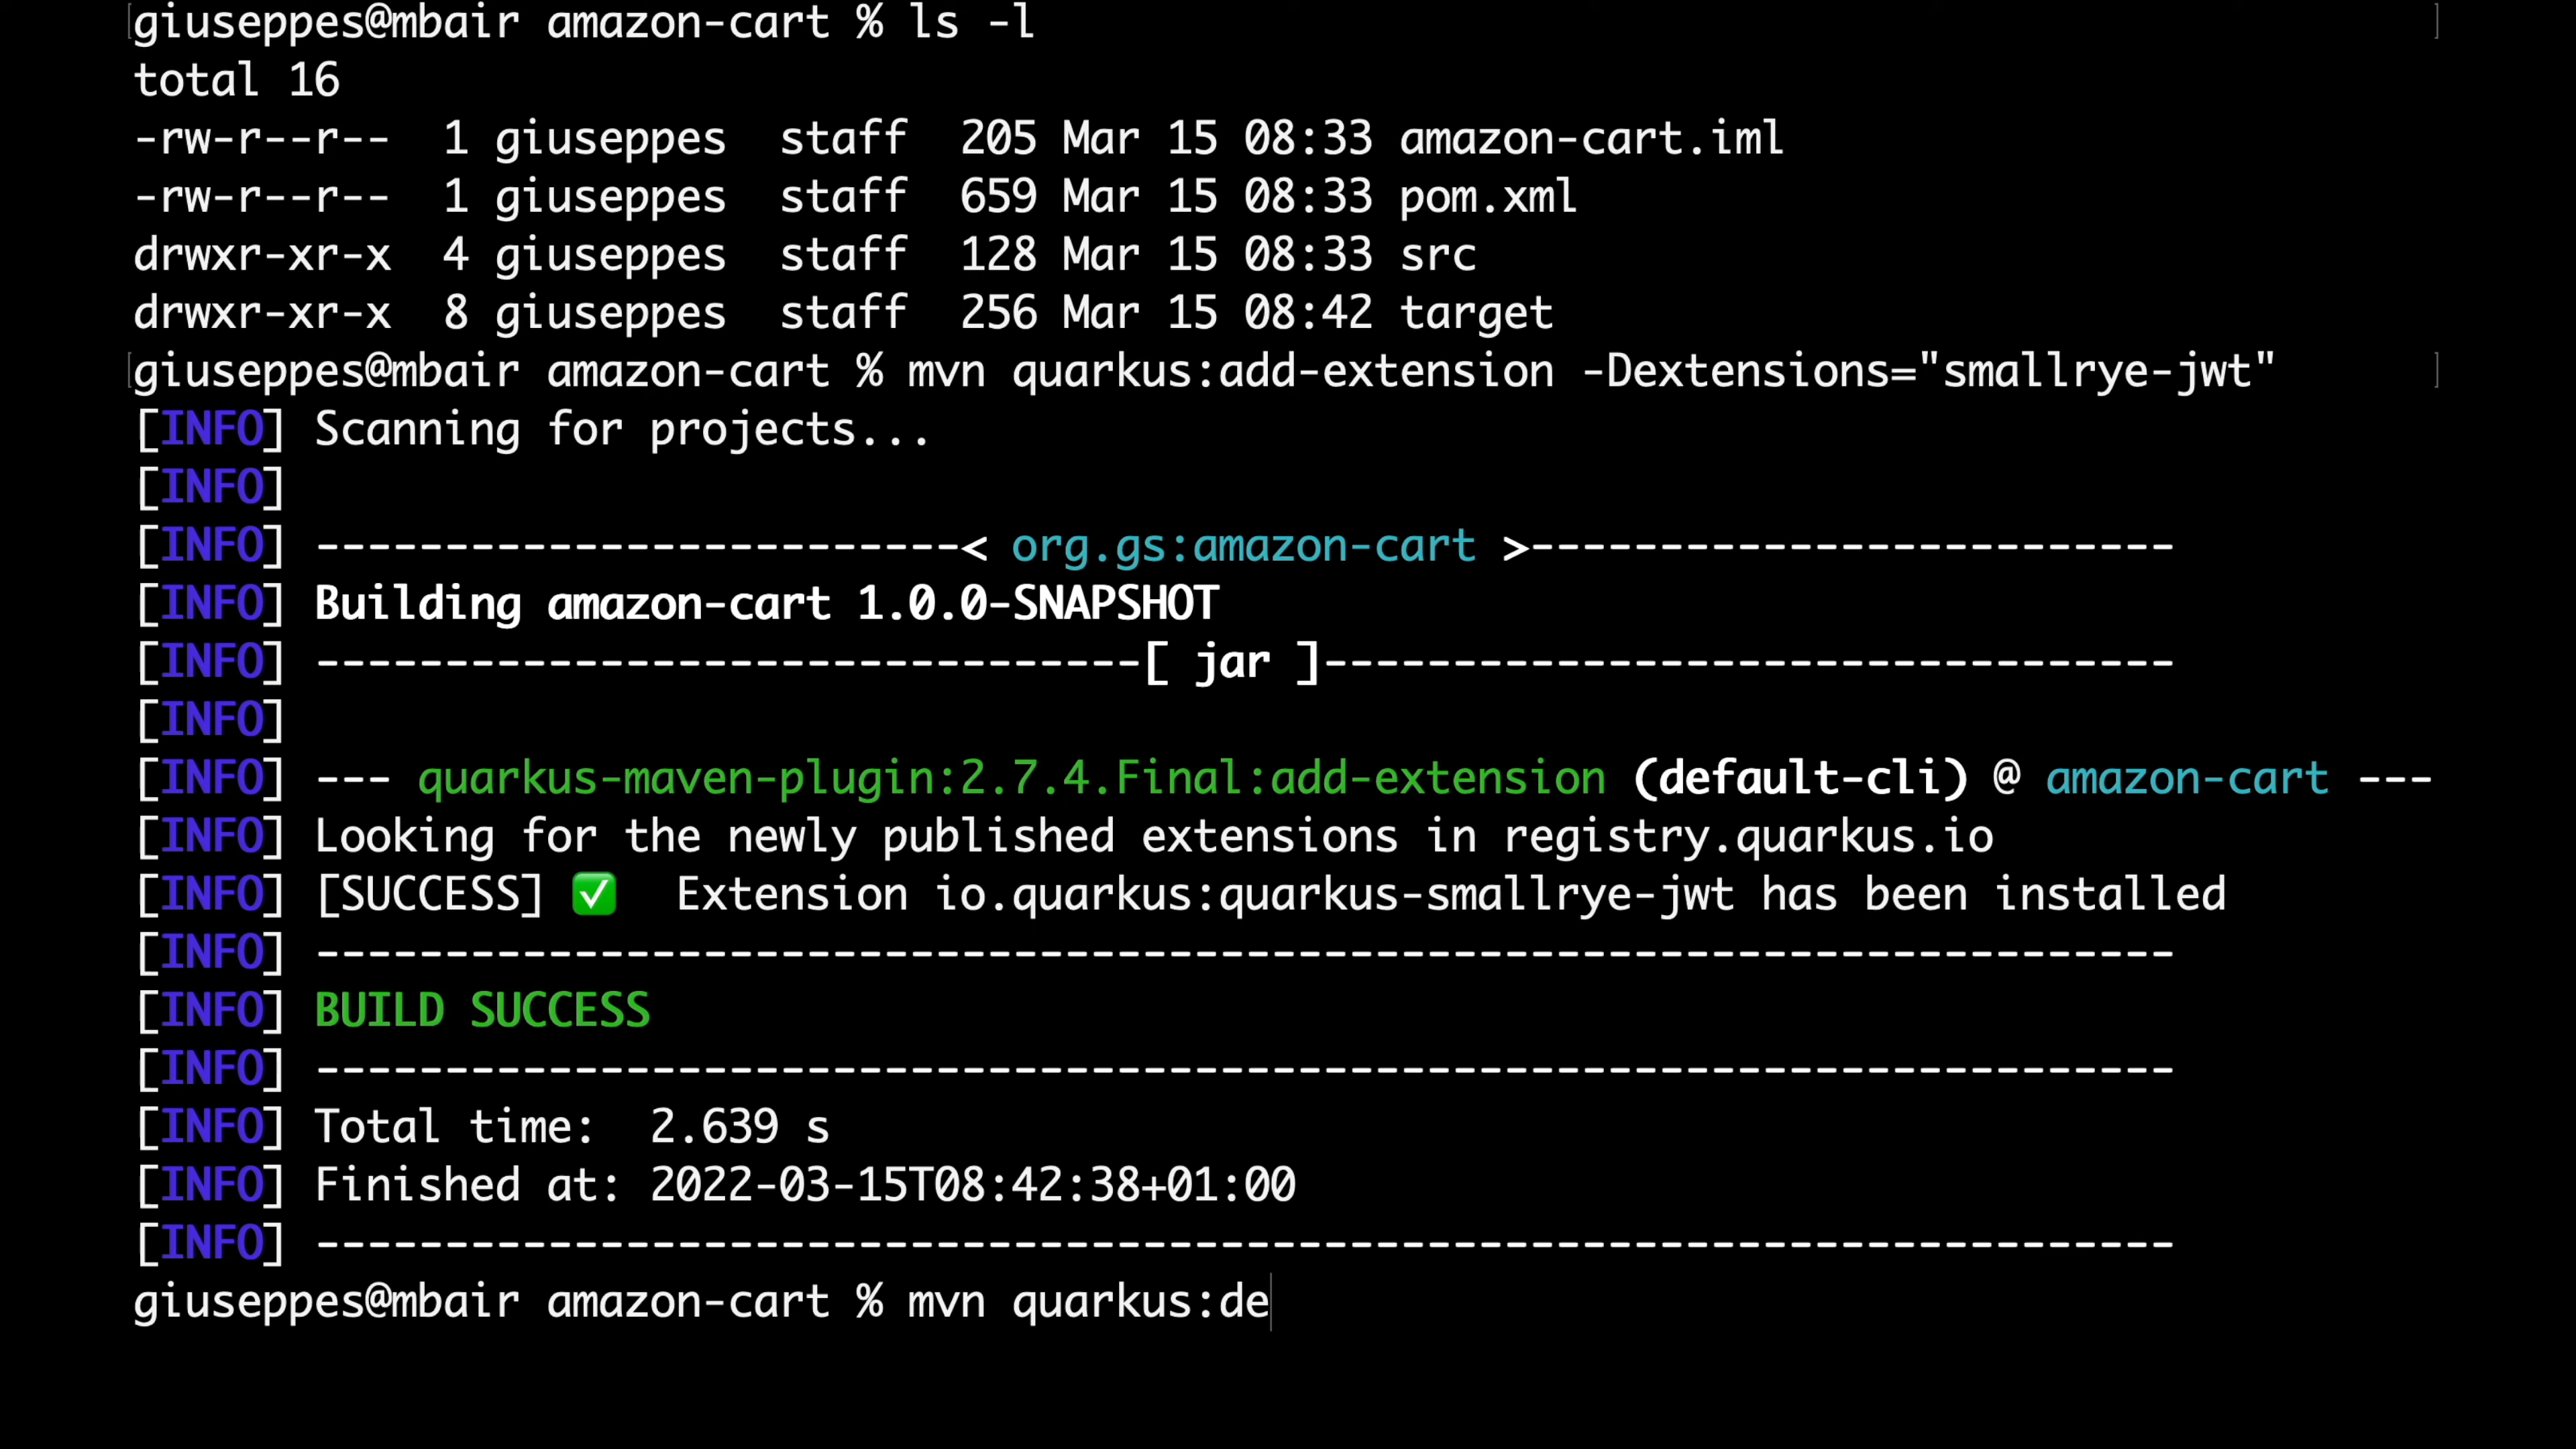 giuseppes@mbair amazon-cart % ls -l
total 16
-rw-r--r--  1 giuseppes  staff  205 Mar 15 08:33 amazon-cart.iml
-rw-r--r--  1 giuseppes  staff  659 Mar 15 08:33 pom.xml
drwxr-xr-x  4 giuseppes  staff  128 Mar 15 08:33 src
drwxr-xr-x  8 giuseppes  staff  256 Mar 15 08:42 target
giuseppes@mbair amazon-cart % mvn quarkus:add-extension -Dextensions="smallrye-jwt"
[INFO] Scanning for projects...
[INFO]
[INFO] -------------------------< org.gs:amazon-cart >-------------------------
[INFO] Building amazon-cart 1.0.0-SNAPSHOT
[INFO] --------------------------------[ jar ]---------------------------------
[INFO]
[INFO] --- quarkus-maven-plugin:2.7.4.Final:add-extension (default-cli) @ amazon-cart ---
[INFO] Looking for the newly published extensions in registry.quarkus.io
[INFO] [SUCCESS] ✅  Extension io.quarkus:quarkus-smallrye-jwt has been installed
[INFO] ------------------------------------------------------------------------
[INFO] BUILD SUCCESS
[INFO] ------------------------------------------------------------------------
[INFO] Total time:  2.639 s
[INFO] Finished at: 2022-03-15T08:42:38+01:00
[INFO] ------------------------------------------------------------------------
giuseppes@mbair amazon-cart % mvn quarkus:de